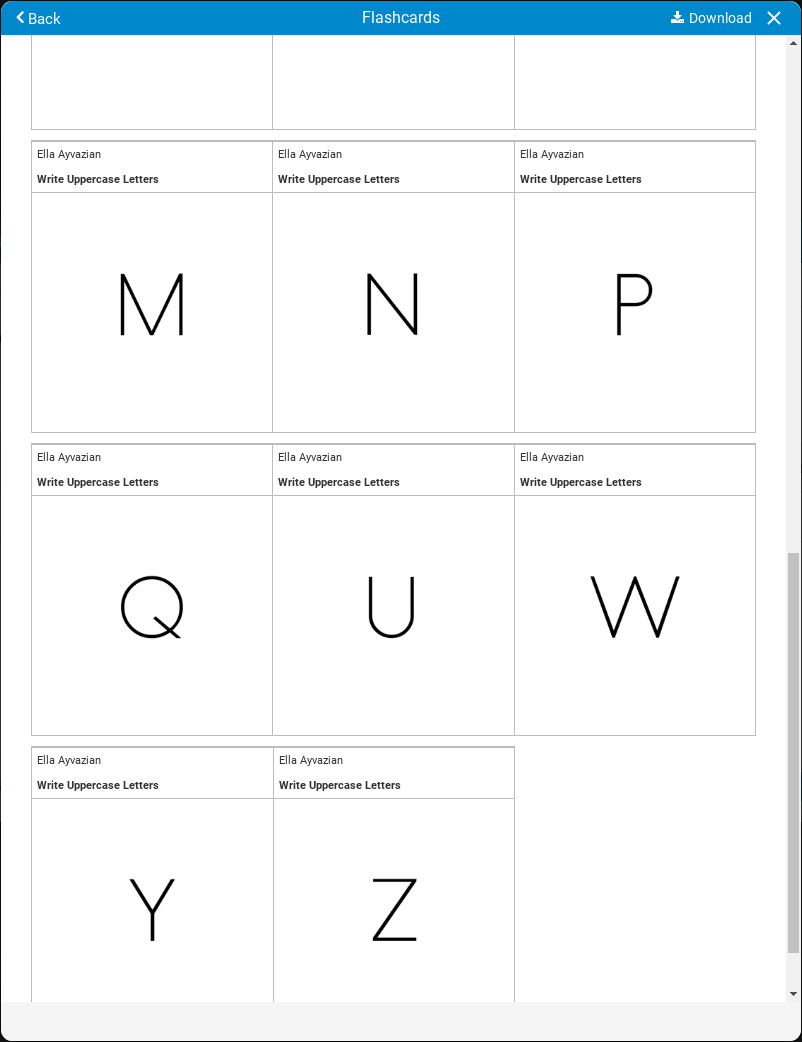 Back Flashcards Download
Ella Ayvazian Ella Ayvazian Ella Ayvazian
Write Uppercase Letters Write Uppercase Letters Write Uppercase Letters
M N P
Ella Ayvazian Ella Ayvazian Ella Ayvazian
Write Uppercase Letters Write Uppercase Letters Write Uppercase Letters
Q U W
Ella Ayvazian Ella Ayvazian
Write Uppercase Letters Write Uppercase Letters
Y Z